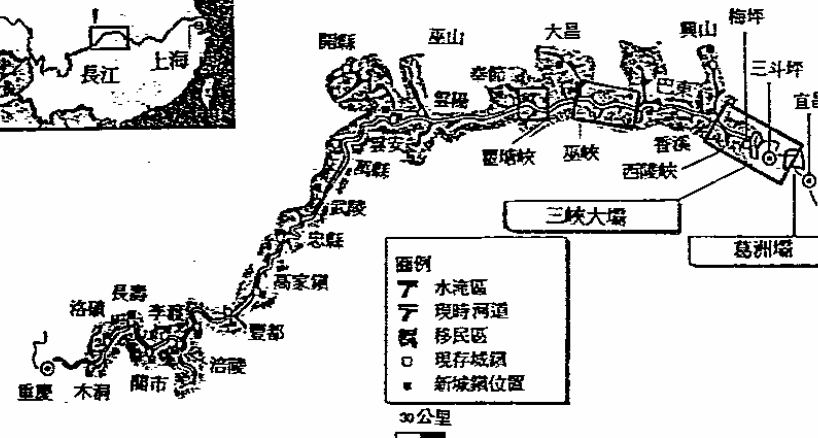 長江
上海
開縣
巫山
大昌
興山
梅坪
三斗坪
宜昌
奉節
雲陽
巴東
雲安
萬縣
瞿塘峽
巫峽
香溪
西陵峽
武陵
忠縣
三峽大壩
葛洲壩
高家鎮
圖例
水淹區
現時河道
移民區
現存城鎮
新城鎮位置
洛磧
長壽
豐都
涪陵
重慶
木洞
藺市
30公里